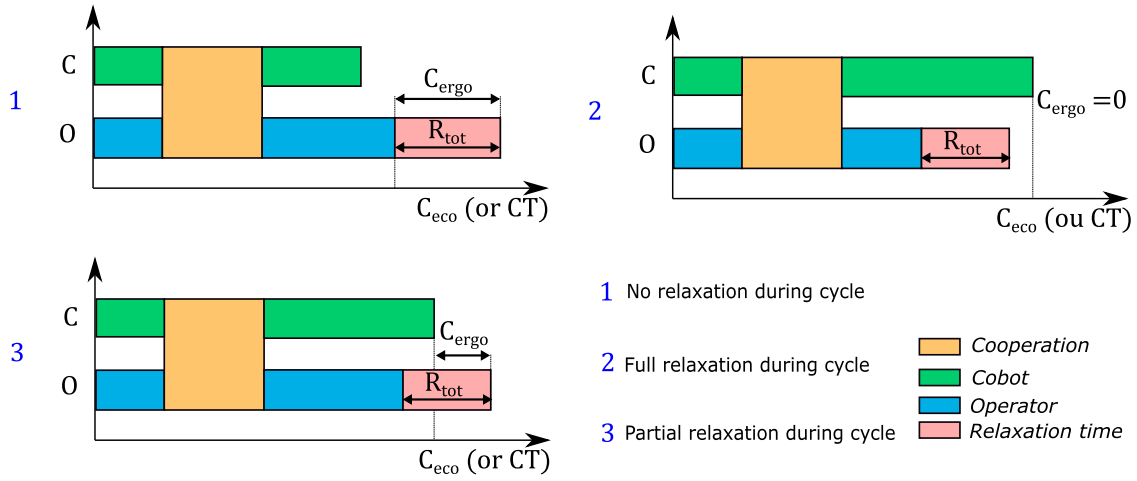 C
C_ergo
1
O
R_tot
C_eco (or CT)
C
C_ergo =0
2
O
R_tot
C_eco (ou CT)
C
C_ergo
3
O
R_tot
C_eco (or CT)
1 No relaxation during cycle
2 Full relaxation during cycle
3 Partial relaxation during cycle
Cooperation
Cobot
Operator
Relaxation time